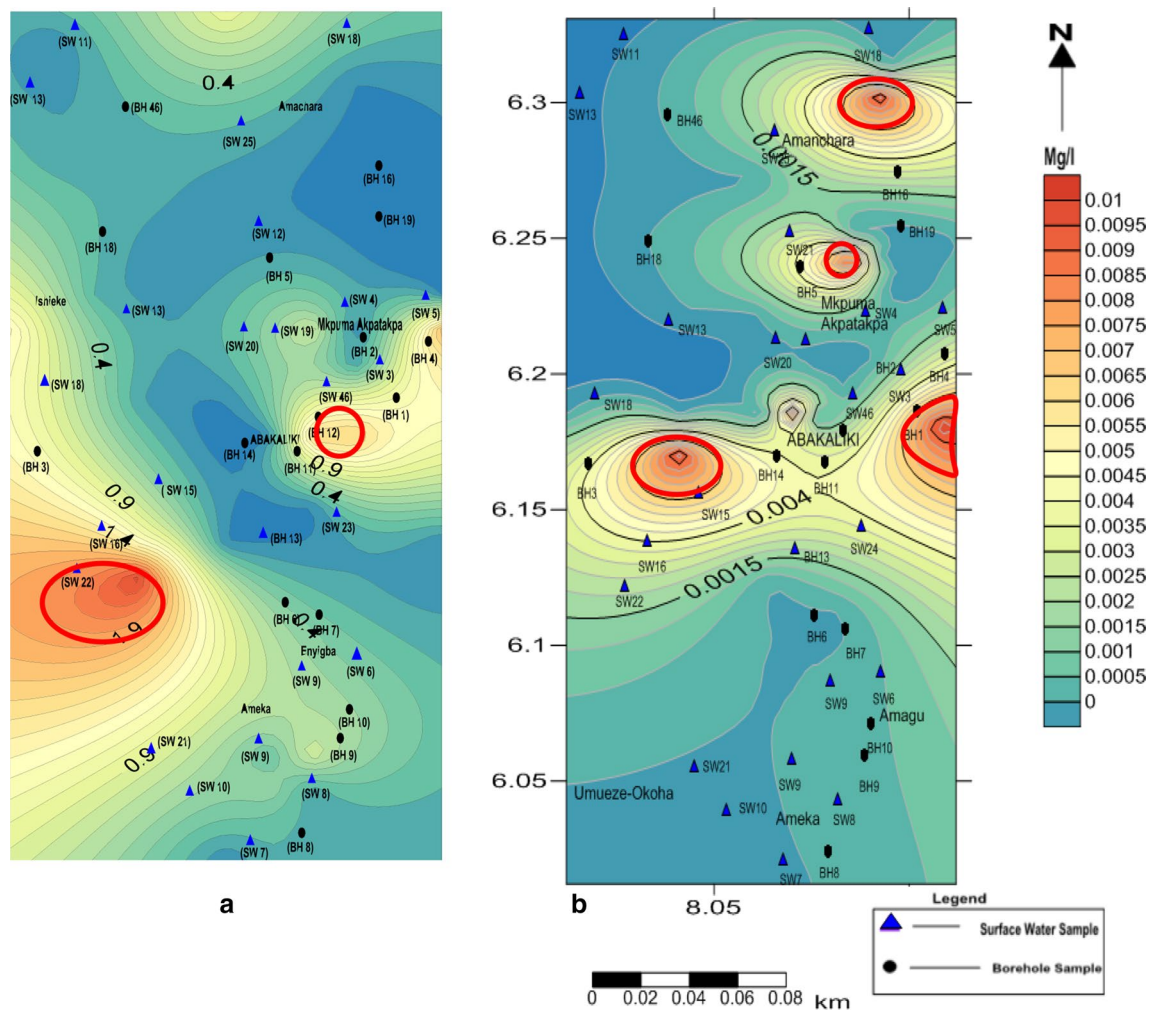 (SW 11)
(SW 18)
(SW 13)
0.4
(BH 46)
Amachara
(SW 25)
(BH 16)
(BH 19)
(SW 12)
(BH 18)
(BH 5)
(SW 4)
(SW 5)
(SW 13)
Mkpuma Akpatakpa
(SW 19)
(SW 20)
(BH 2)
(BH 4)
0.4
(SW 3)
(SW 18)
(SW 46)
(BH 1)
(BH 12)
ABAKALIKI
(BH 14)
(BH 11)
(BH 3)
0.9
0.4
(SW 15)
0.9
(SW 23)
(SW 16)
1.4
(BH 13)
(SW 22)
(BH 6)
(BH 7)
1.9
Enyigba
(SW 6)
(SW 9)
Ameka
(BH 10)
(BH 9)
(SW 21)
(SW 9)
0.9
(SW 10)
(SW 8)
(BH 8)
(SW 7)
a
SW11
SW18
6.3
SW13
BH46
Amanchara
0.0015
BH16
6.25
BH18
SW21
BH19
BH5
Mkpuma
Akpatakpa
SW4
SW5
SW13
SW20
6.2
BH2
BH4
SW3
SW18
SW46
BH1
ABAKALIKI
BH3
BH14
BH11
6.15
SW15
0.004
SW24
SW16
BH13
0.0015
SW22
6.1
BH6
BH7
SW9
SW6
Amagu
BH10
6.05
SW21
SW9
BH9
Umueze-Okoha
SW10
Ameka
SW8
SW7
BH8
b
8.05
N
Mg/l
0.01
0.0095
0.009
0.0085
0.008
0.0075
0.0065
0.006
0.0055
0.005
0.0045
0.004
0.0035
0.003
0.0025
0.002
0.0015
0.001
0.0005
0
Legend
Surface Water Sample
Borehole Sample
0 0.02 0.04 0.06 0.08 km